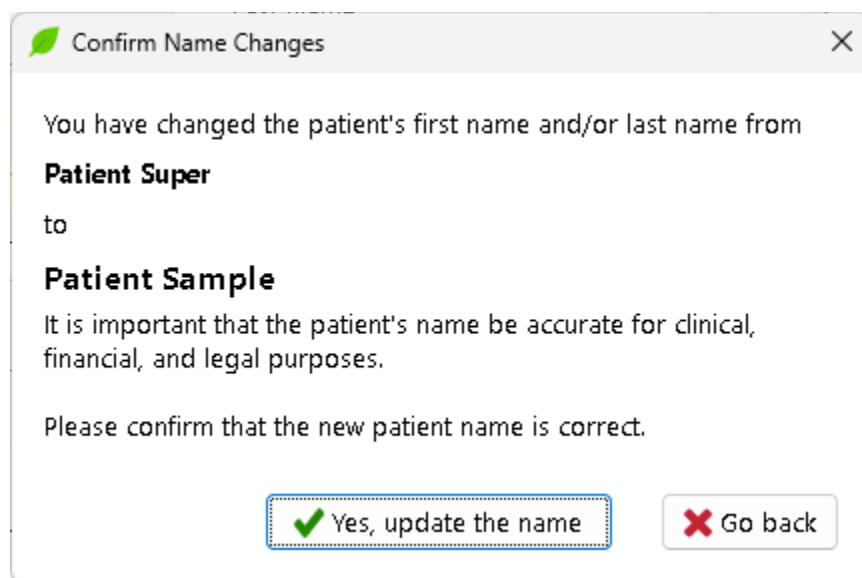 Confirm Name Changes
You have changed the patient's first name and/or last name from
Patient Super
to
Patient Sample
It is important that the patient's name be accurate for clinical,
financial, and legal purposes.
Please confirm that the new patient name is correct.
Yes, update the name
Go back